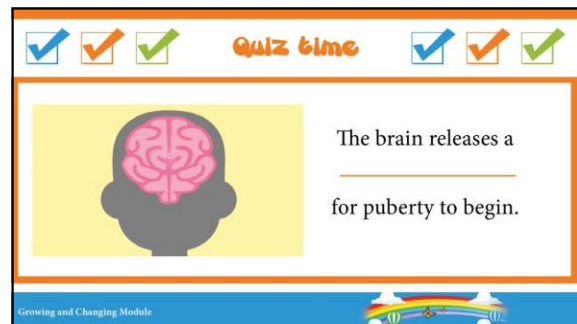 Quiz time
The brain releases a
for puberty to begin.
Growing and Changing Module